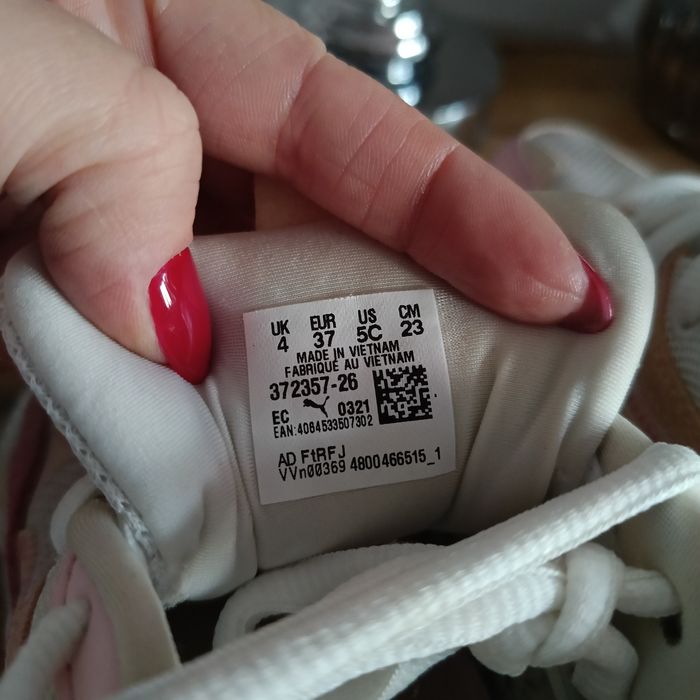 UK EUR US CM
4 37 5C 23
MADE IN VIETNAM
FABRIQUÉ AU VIETNAM
372357-26
EC 0321
EAN:4064533507302
AD FtRFJ
VVn00369 4800466515_1